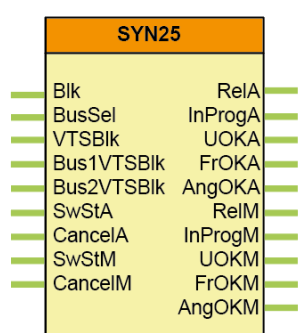 SYN25
Blk RelA
BusSel InProgA
VTSBlk UOKA
Bus1VTSBlk FrOKA
Bus2VTSBlk AngOKA
SwStA RelM
CancelA InProgM
SwStM UOKM
CancelM FrOKM
AngOKM